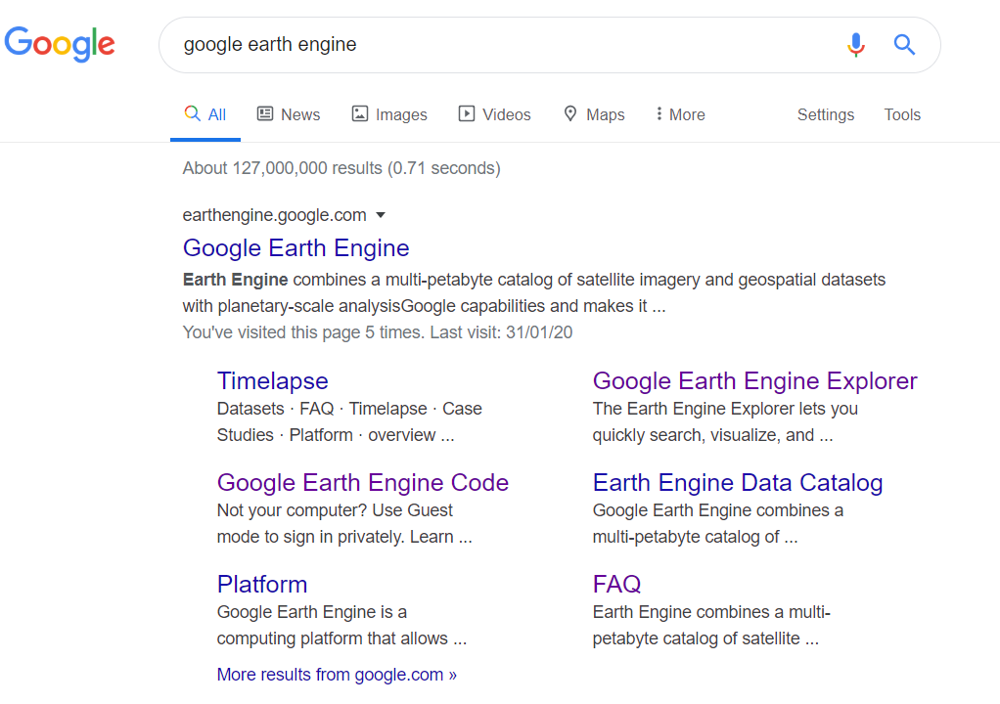 Google
google earth engine
All News Images Videos Maps More Settings Tools
About 127,000,000 results (0.71 seconds)
earthengine.google.com
Google Earth Engine
Earth Engine combines a multi-petabyte catalog of satellite imagery and geospatial datasets
with planetary-scale analysisGoogle capabilities and makes it ...
You've visited this page 5 times. Last visit: 31/01/20
Timelapse
Datasets · FAQ · Timelapse · Case
Studies · Platform · overview ...
Google Earth Engine Explorer
The Earth Engine Explorer lets you
quickly search, visualize, and ...
Google Earth Engine Code
Not your computer? Use Guest
mode to sign in privately. Learn ...
Earth Engine Data Catalog
Google Earth Engine combines a
multi-petabyte catalog of ...
Platform
Google Earth Engine is a
computing platform that allows ...
FAQ
Earth Engine combines a multi-
petabyte catalog of satellite ...
More results from google.com »